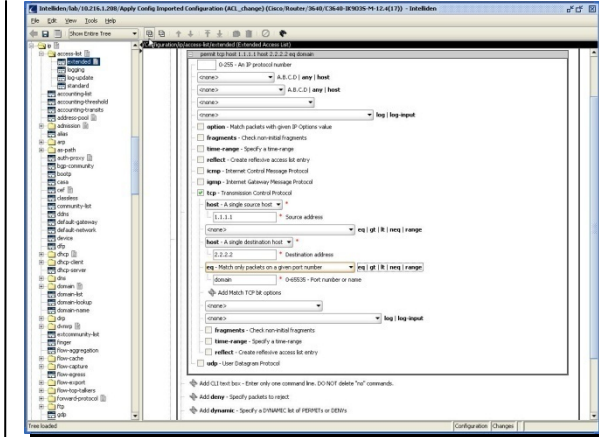 Intelliden/lab/10.216.1.208/Apply Config Imported Configuration (ACL_change) (Cisco/Router/3640/C3640-IK9O3S-M-12.4(17)) - Intelliden
File Edit View Tools Help
Show Entire Tree
configuration/ip/access-list/extended (Extended Access List)
ip
access-list
extended
logging
log-update
standard
accounting-list
accounting-threshold
accounting-transits
address-pool
admission
alias
arp
as-path
auth-proxy
bgp-community
bootp
cef
classless
community-list
ddns
default-gateway
default-network
device
dfp
dhcp
dhcp-client
dhcp-server
dns
domain
domain-list
domain-lookup
domain-name
drp
dvmrp
extcommunity-list
finger
flow-aggregation
flow-cache
flow-capture
flow-egress
flow-export
flow-top-talkers
forward-protocol
ftp
gdp
permit tcp host 1.1.1.1 host 2.2.2.2 eq domain
0-255 - An IP protocol number
<none> A.B.C.D | any | host
<none> A.B.C.D | any | host
<none>
<none> log | log-input
option - Match packets with given IP Options value
fragments - Check non-initial fragments
time-range - Specify a time-range
reflect - Create reflexive access list entry
icmp - Internet Control Message Protocol
igmp - Internet Gateway Message Protocol
tcp - Transmission Control Protocol
host - A single source host *
1.1.1.1 * Source address
<none> eq | gt | lt | neq | range
host - A single destination host *
2.2.2.2 * Destination address
eq - Match only packets on a given port number eq | gt | lt | neq | range
domain * 0-65535 - Port number or name
Add Match TCP bit options
<none>
<none> log | log-input
fragments - Check non-initial fragments
time-range - Specify a time-range
reflect - Create reflexive access list entry
udp - User Datagram Protocol
Add CLI text box - Enter only one command line. DO NOT delete "no" commands.
Add deny - Specify packets to reject
Add dynamic - Specify a DYNAMIC list of PERMITs or DENYs
Tree loaded
Configuration Changes